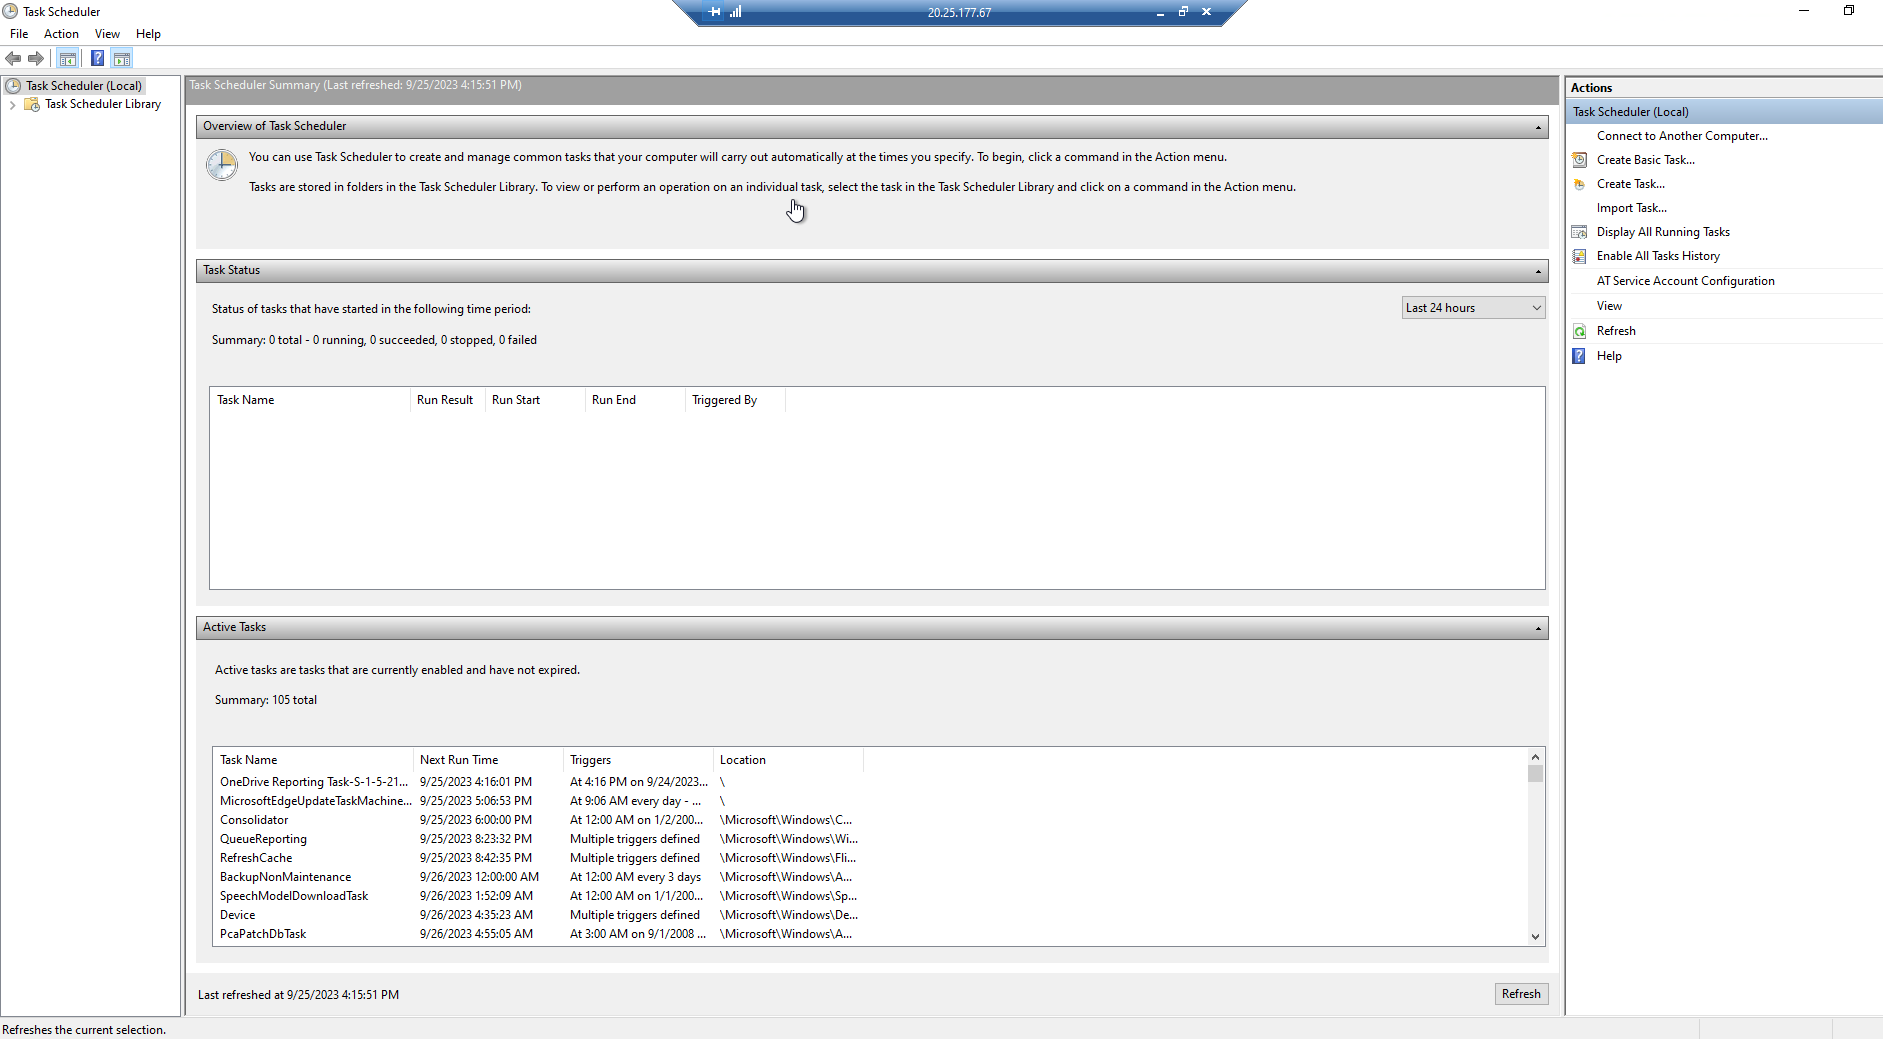 Task Scheduler
20.25.177.67
File Action View Help
Task Scheduler (Local)
Task Scheduler Library
Task Scheduler Summary (Last refreshed: 9/25/2023 4:15:51 PM)
Overview of Task Scheduler
You can use Task Scheduler to create and manage common tasks that your computer will carry out automatically at the times you specify. To begin, click a command in the Action menu.
Tasks are stored in folders in the Task Scheduler Library. To view or perform an operation on an individual task, select the task in the Task Scheduler Library and click on a command in the Action menu.
Task Status
Status of tasks that have started in the following time period:
Last 24 hours
Summary: 0 total - 0 running, 0 succeeded, 0 stopped, 0 failed
Task Name Run Result Run Start Run End Triggered By
Active Tasks
Active tasks are tasks that are currently enabled and have not expired.
Summary: 105 total
Task Name Next Run Time Triggers Location
OneDrive Reporting Task-S-1-5-21... 9/25/2023 4:16:01 PM At 4:16 PM on 9/24/2023... \
MicrosoftEdgeUpdateTaskMachine... 9/25/2023 5:06:53 PM At 9:06 AM every day - ... \
Consolidator 9/25/2023 6:00:00 PM At 12:00 AM on 1/2/200... \Microsoft\Windows\C...
QueueReporting 9/25/2023 8:23:32 PM Multiple triggers defined \Microsoft\Windows\Wi...
RefreshCache 9/25/2023 8:42:35 PM Multiple triggers defined \Microsoft\Windows\Fli...
BackupNonMaintenance 9/26/2023 12:00:00 AM At 12:00 AM every 3 days \Microsoft\Windows\A...
SpeechModelDownloadTask 9/26/2023 1:52:09 AM At 12:00 AM on 1/1/200... \Microsoft\Windows\Sp...
Device 9/26/2023 4:35:23 AM Multiple triggers defined \Microsoft\Windows\De...
PcaPatchDbTask 9/26/2023 4:55:05 AM At 3:00 AM on 9/1/2008 ... \Microsoft\Windows\A...
Last refreshed at 9/25/2023 4:15:51 PM
Refresh
Actions
Task Scheduler (Local)
Connect to Another Computer...
Create Basic Task...
Create Task...
Import Task...
Display All Running Tasks
Enable All Tasks History
AT Service Account Configuration
View
Refresh
Help
Refreshes the current selection.